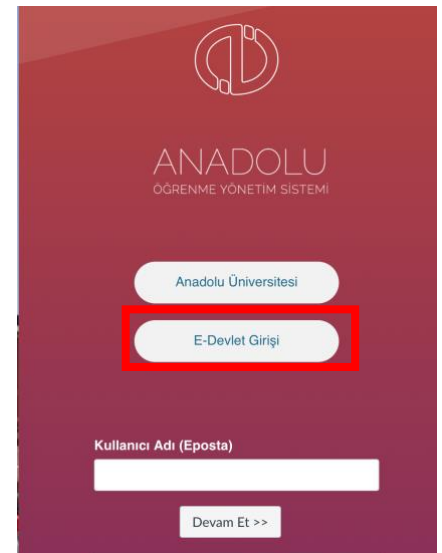 ANADOLU
ÖĞRENME YÖNETİM SİSTEMİ
Anadolu Üniversitesi
E-Devlet Girişi
Kullanıcı Adı (Eposta)
Devam Et >>